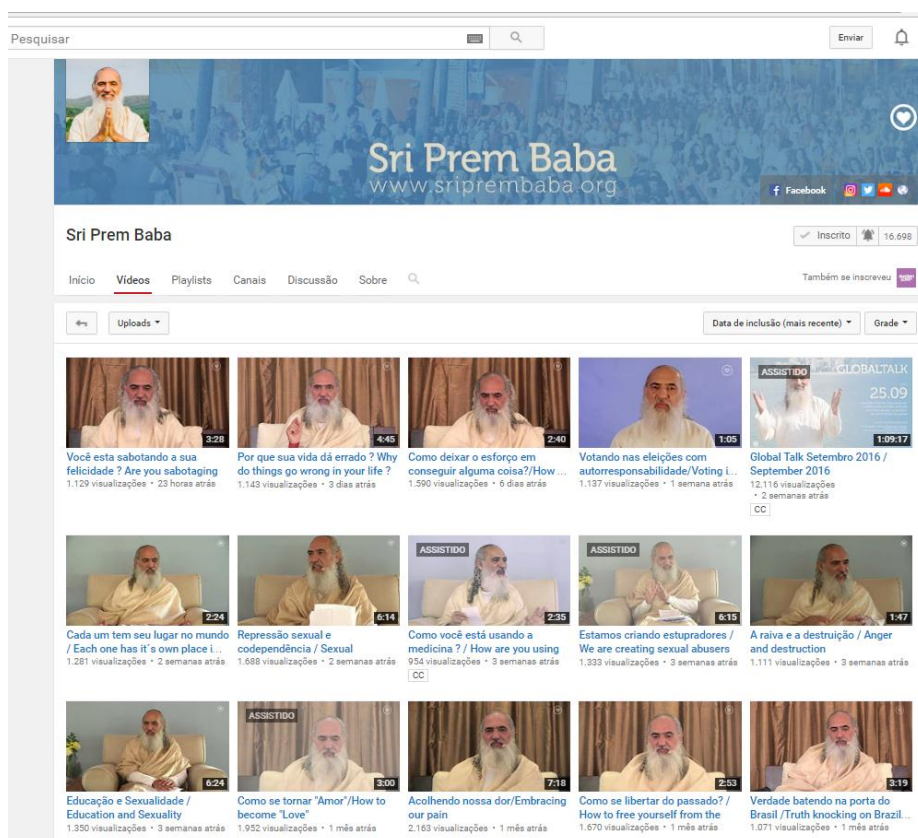 Pesquisar
Enviar
Sri Prem Baba
www.sriprembaba.org
Facebook
Sri Prem Baba
Inscrito 16.698
Início Vídeos Playlists Canais Discussão Sobre
Também se inscreveu
Uploads
Data de inclusão (mais recente) Grade
3:28
Você esta sabotando a sua
felicidade ? Are you sabotaging
1.129 visualizações • 23 horas atrás
4:45
Por que sua vida dá errado ? Why
do things go wrong in your life ?
1.143 visualizações • 3 dias atrás
2:40
Como deixar o esforço em
conseguir alguma coisa?/How ...
1.590 visualizações • 6 dias atrás
1:05
Votando nas eleições com
autorresponsabilidade/Voting i...
1.137 visualizações • 1 semana atrás
ASSISTIDO
GLOBALTALK
25.09
1:09:17
Global Talk Setembro 2016 /
September 2016
12.116 visualizações
• 2 semanas atrás
CC
2:24
Cada um tem seu lugar no mundo
/ Each one has it´s own place i...
1.281 visualizações • 2 semanas atrás
6:14
Repressão sexual e
codependência / Sexual
1.688 visualizações • 2 semanas atrás
ASSISTIDO
2:35
Como você está usando a
medicina ? / How are you using
954 visualizações • 3 semanas atrás
CC
ASSISTIDO
6:15
Estamos criando estupradores /
We are creating sexual abusers
1.333 visualizações • 3 semanas atrás
1:47
A raiva e a destruição / Anger
and destruction
1.111 visualizações • 3 semanas atrás
6:24
Educação e Sexualidade /
Education and Sexuality
1.350 visualizações • 3 semanas atrás
ASSISTIDO
3:00
Como se tornar "Amor"/How to
become "Love"
1.952 visualizações • 1 mês atrás
7:18
Acolhendo nossa dor/Embracing
our pain
2.163 visualizações • 1 mês atrás
2:53
Como se libertar do passado? /
How to free yourself from the
1.670 visualizações • 1 mês atrás
3:19
Verdade batendo na porta do
Brasil /Truth knocking on Brazil...
1.071 visualizações • 1 mês atrás